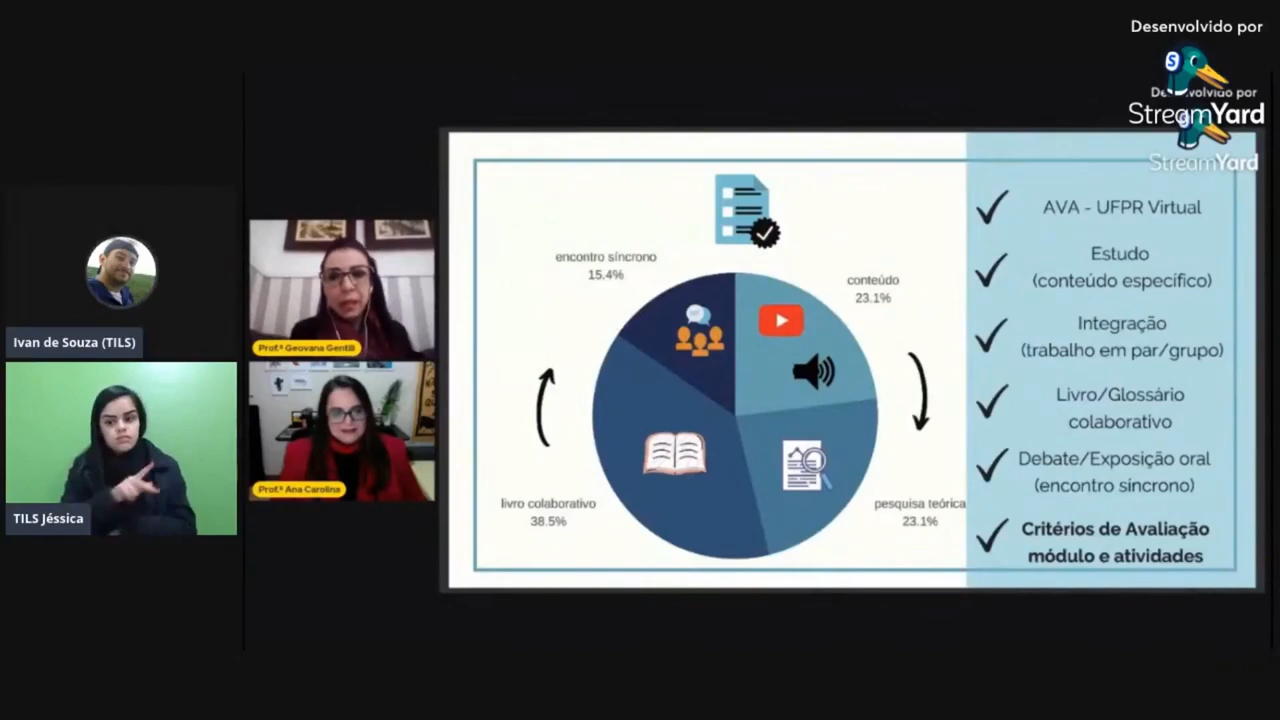 Desenvolvido por
StreamYard
Desenvolvido por
StreamYard
Ivan de Souza (TILS)
TILS Jéssica
Prof.ª Geovana Gentili
Prof.ª Ana Carolina
encontro síncrono
15.4%
conteúdo
23.1%
livro colaborativo
38.5%
pesquisa teórica
23.1%
AVA - UFPR Virtual
Estudo
(conteúdo específico)
Integração
(trabalho em par/grupo)
Livro/Glossário
colaborativo
Debate/Exposição oral
(encontro síncrono)
Critérios de Avaliação
módulo e atividades